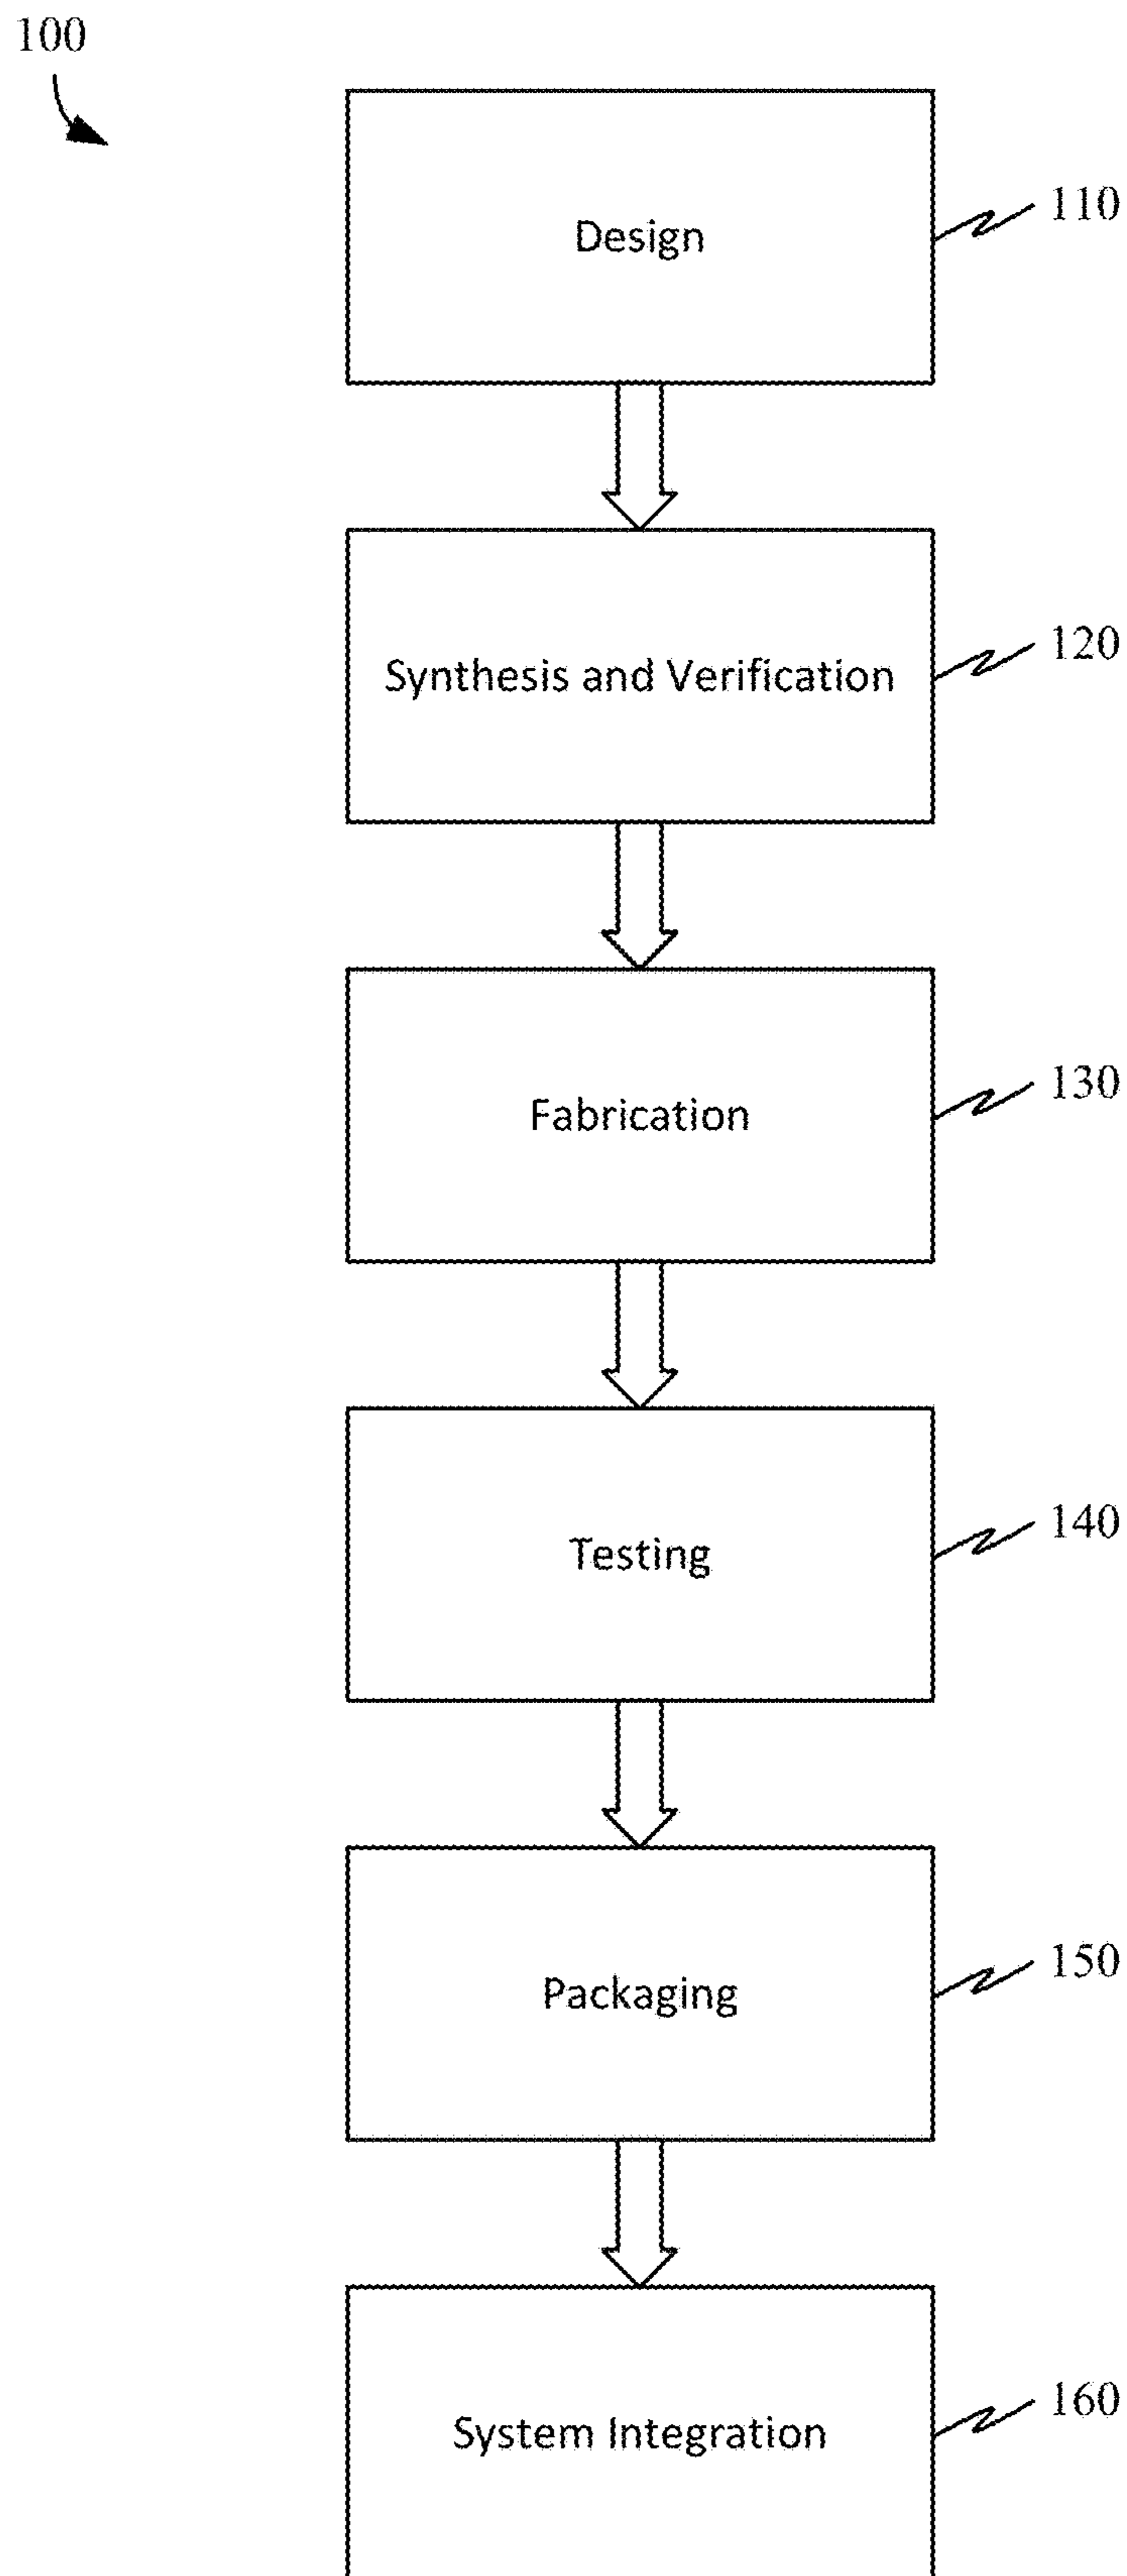 100
Design
110
Synthesis and Verification
120
Fabrication
130
Testing
140
Packaging
150
System Integration
160